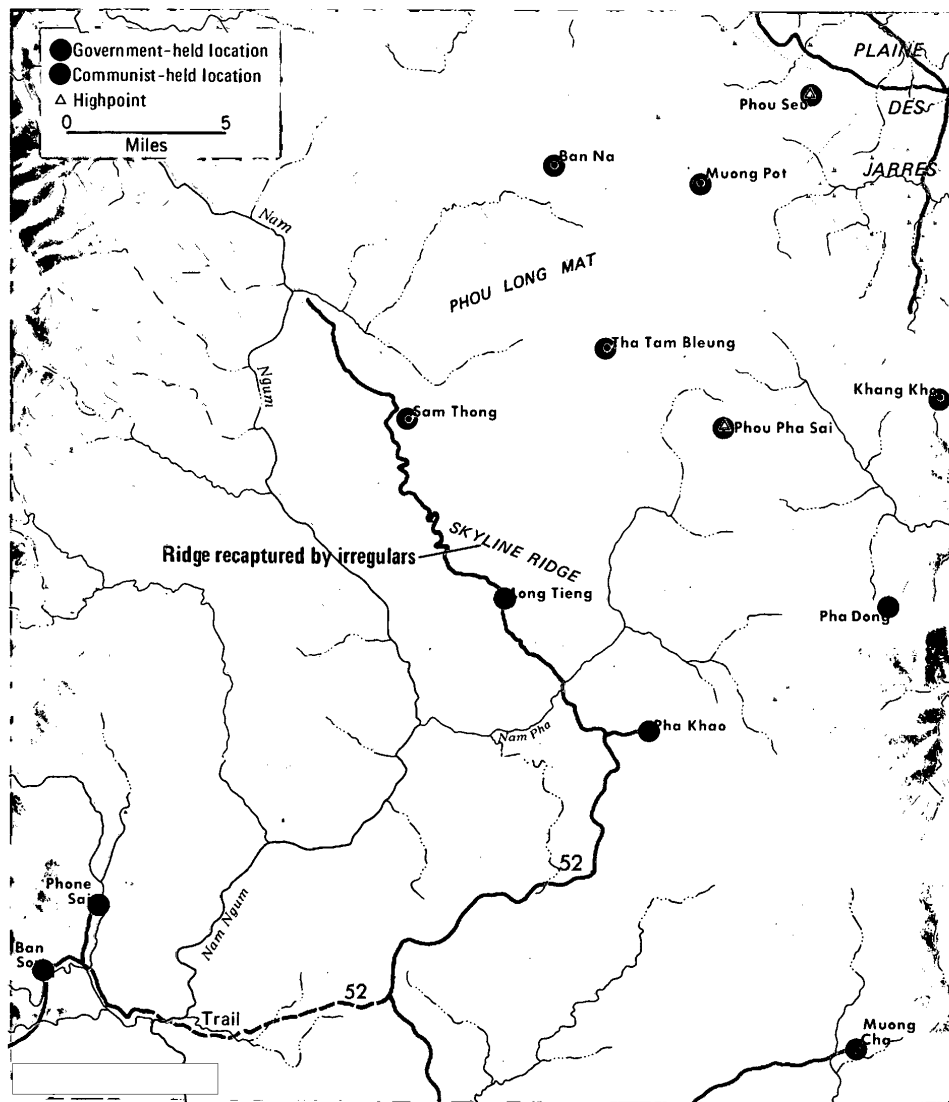 Government-held location
Communist-held location
Highpoint
0 5
Miles
PLAINE
DES
JARRES
Phou Seu
Ban Na
Muong Pot
Nam
PHOU LONG MAT
Tha Tam Bleung
Ngum
Khang Kho
Sam Thong
Phou Pha Sai
SKYLINE RIDGE
Ridge recaptured by irregulars
Long Tieng
Pha Dong
Pha Khao
Nam Pha
52
Phone
Sai
Nam Ngum
Ban
52
Trail
Muong
Cha